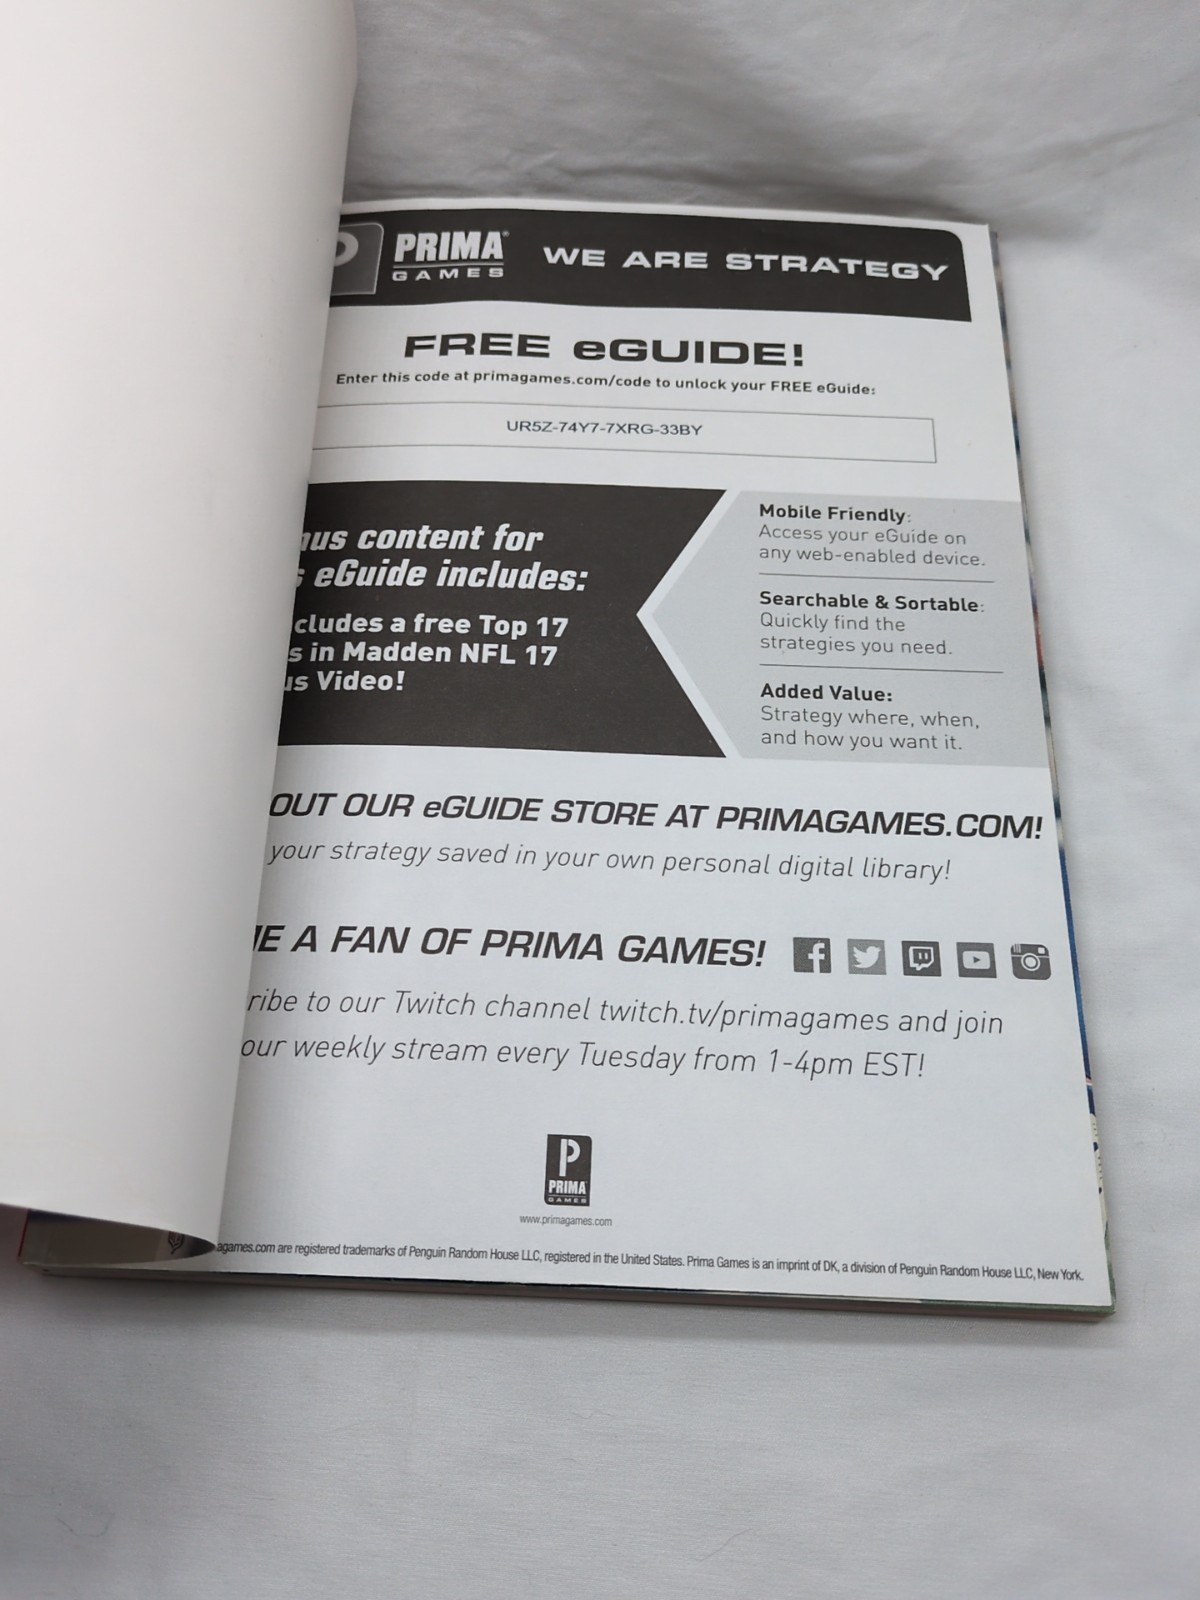 PRIMA GAMES WE ARE STRATEGY
FREE eGUIDE!
Enter this code at primagames.com/code to unlock your FREE eGuide:
UR5Z-74Y7-7XRG-33BY
content for
eGuide includes:
a free Top 17
in Madden NFL 17
Video!
Mobile Friendly:
Access your eGuide on
any web-enabled device.
Searchable & Sortable:
Quickly find the
strategies you need.
Added Value:
Strategy where, when,
and how you want it.
OUT OUR eGUIDE STORE AT PRIMAGAMES.COM!
your strategy saved in your own personal digital library!
A FAN OF PRIMA GAMES!
to our Twitch channel twitch.tv/primagames and join
our weekly stream every Tuesday from 1-4pm EST!
P
PRIMA
GAMES
www.primagames.com
are registered trademarks of Penguin Random House LLC, registered in the United States. Prima Games is an imprint of DK, a division of Penguin Random House LLC, New York.